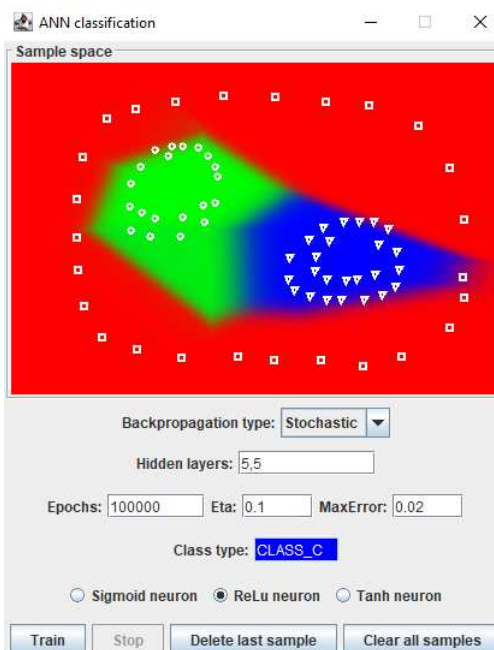 ANN classification
Sample space
Backpropagation type: Stochastic
Hidden layers: 5,5
Epochs: 100000 Eta: 0.1 MaxError: 0.02
Class type: CLASS_C
Sigmoid neuron ReLu neuron Tanh neuron
Train Stop Delete last sample Clear all samples